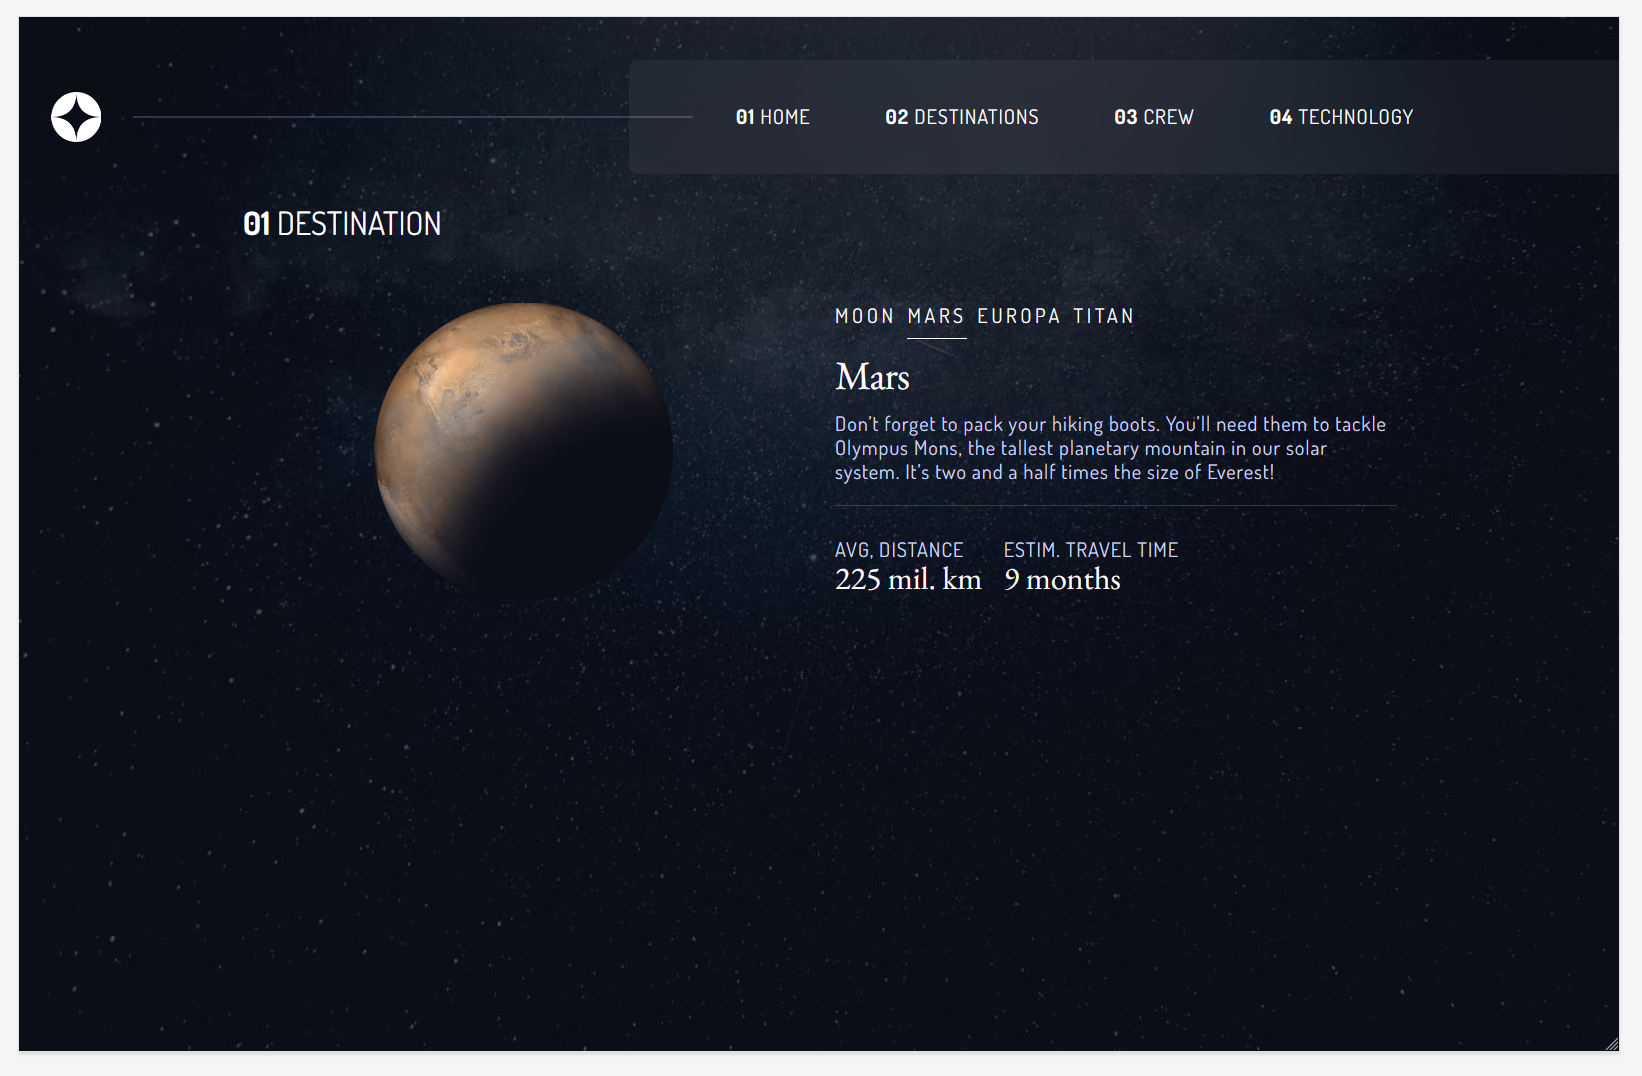 01 HOME 02 DESTINATIONS 03 CREW 04 TECHNOLOGY
01 DESTINATION
MOON MARS EUROPA TITAN
Mars
Don’t forget to pack your hiking boots. You’ll need them to tackle
Olympus Mons, the tallest planetary mountain in our solar
system. It’s two and a half times the size of Everest!
AVG, DISTANCE ESTIM. TRAVEL TIME
225 mil. km 9 months